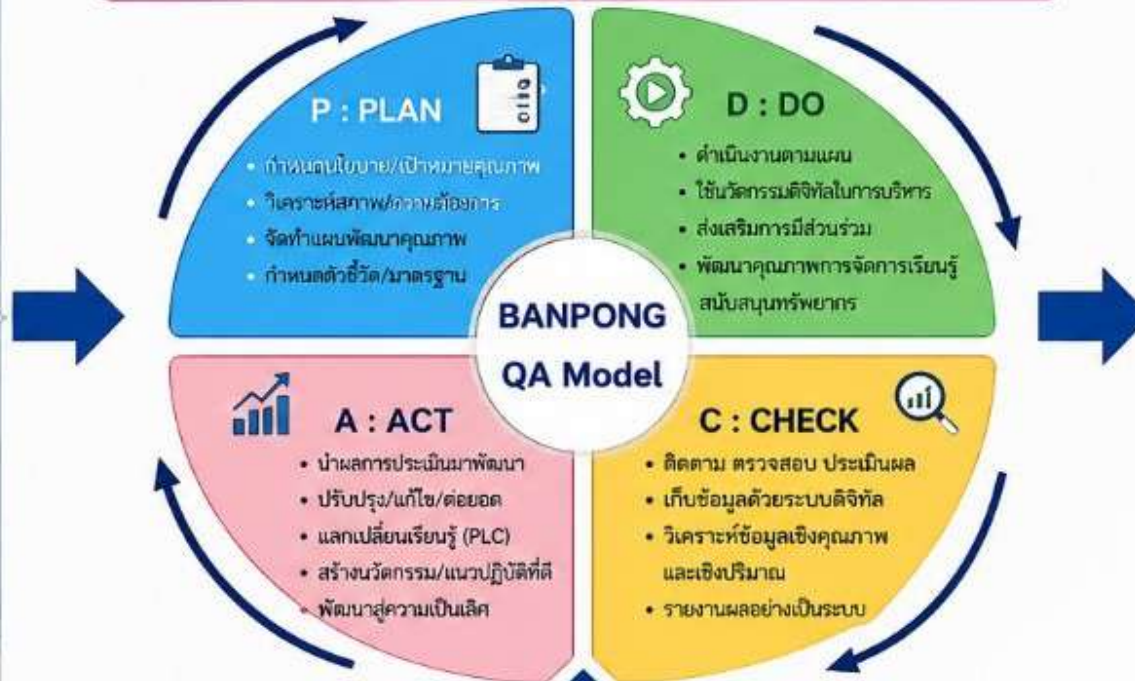 P : PLAN
• กำหนดนโยบาย/เป้าหมายคุณภาพ
• วิเคราะห์สภาพ/ความต้องการ
• จัดทำแผนพัฒนาคุณภาพ
• กำหนดตัวชี้วัด/มาตรฐาน
D : DO
• ดำเนินงานตามแผน
• ใช้นวัตกรรมดิจิทัลในการบริหาร
• ส่งเสริมการมีส่วนร่วม
• พัฒนาคุณภาพการจัดการเรียนรู้
สนับสนุนทรัพยากร
BANPONG
QA Model
A : ACT
• นำผลการประเมินมาพัฒนา
• ปรับปรุง/แก้ไข/ต่อยอด
• แลกเปลี่ยนเรียนรู้ (PLC)
• สร้างนวัตกรรม/แนวปฏิบัติที่ดี
• พัฒนาสู่ความเป็นเลิศ
C : CHECK
• ติดตาม ตรวจสอบ ประเมินผล
• เก็บข้อมูลด้วยระบบดิจิทัล
• วิเคราะห์ข้อมูลเชิงคุณภาพ
และเชิงปริมาณ
• รายงานผลอย่างเป็นระบบ